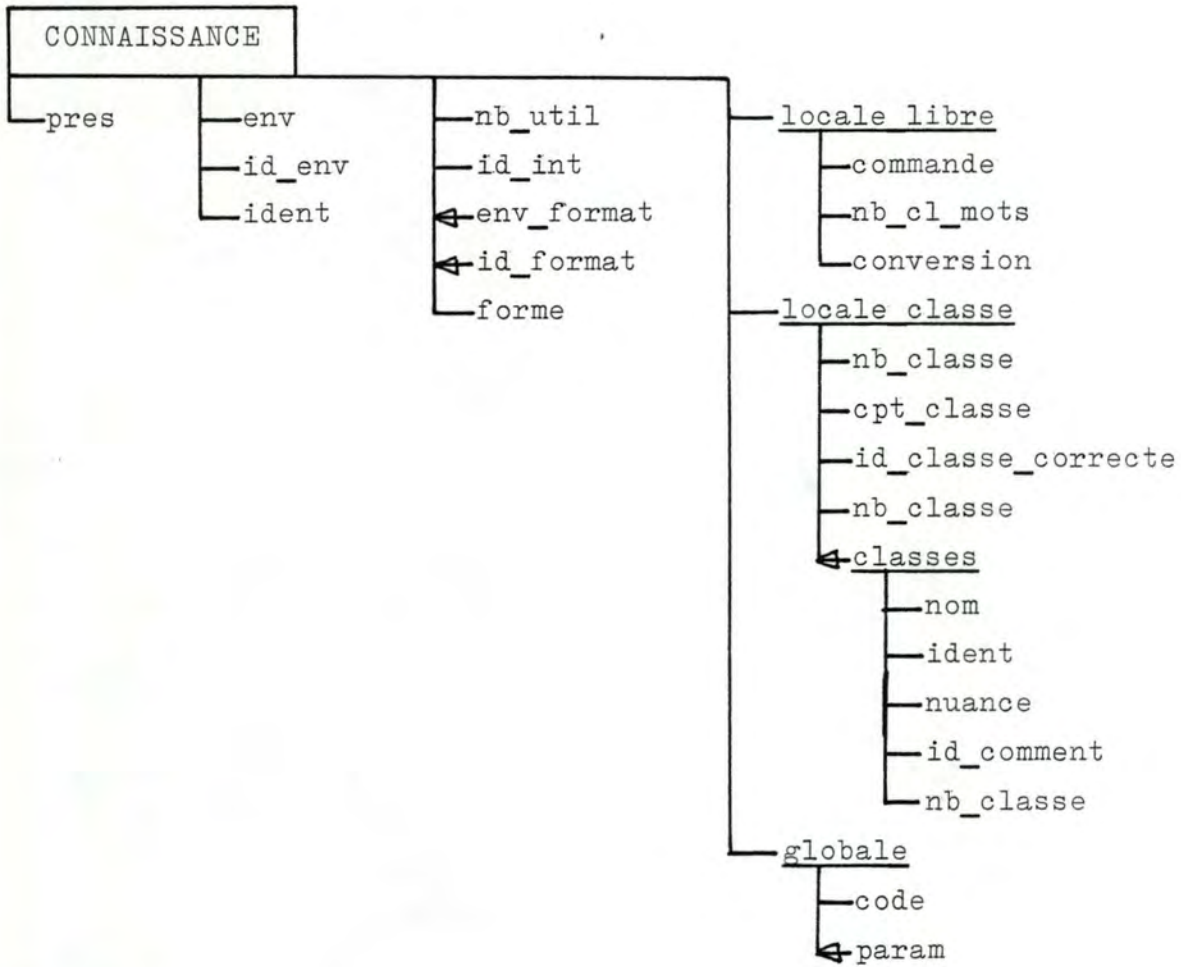 CONNAISSANCE
pres
env
id_env
ident
nb_util
id_int
env_format
id_format
forme
locale_libre
commande
nb_cl_mots
conversion
locale_classe
nb_classe
cpt_classe
id_classe_correcte
nb_classe
classes
nom
ident
nuance
id_comment
nb_classe
globale
code
param